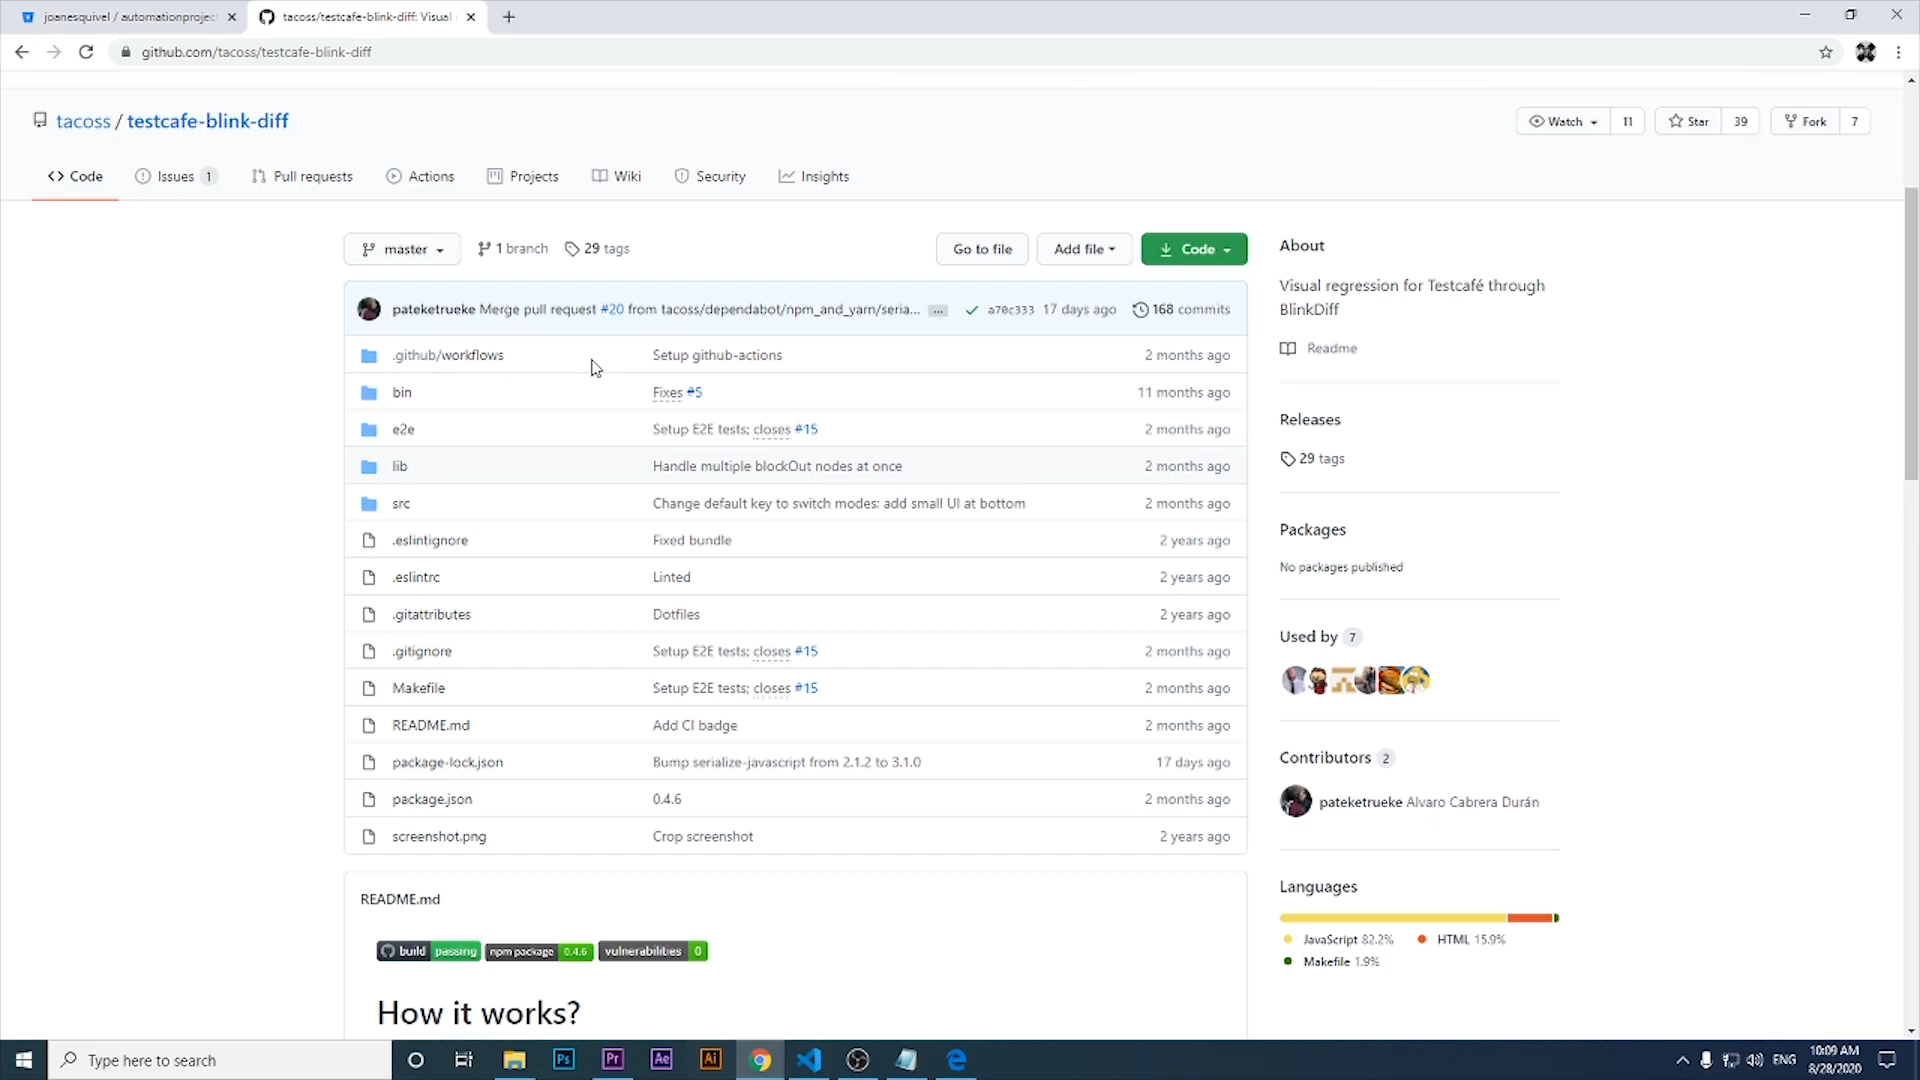 joanesquivel / automationprojec
tacoss/testcafe-blink-diff: Visual
github.com/tacoss/testcafe-blink-diff
tacoss / testcafe-blink-diff
Watch 11
Star 39
Fork 7
Code
Issues 1
Pull requests
Actions
Projects
Wiki
Security
Insights
master
1 branch
29 tags
Go to file
Add file
Code
pateketrueke Merge pull request #20 from tacoss/dependabot/npm_and_yarn/seria... ... a70c333 17 days ago 168 commits
.github/workflows Setup github-actions 2 months ago
bin Fixes #5 11 months ago
e2e Setup E2E tests; closes #15 2 months ago
lib Handle multiple blockOut nodes at once 2 months ago
src Change default key to switch modes; add small UI at bottom 2 months ago
.eslintignore Fixed bundle 2 years ago
.eslintrc Linted 2 years ago
.gitattributes Dotfiles 2 years ago
.gitignore Setup E2E tests; closes #15 2 months ago
Makefile Setup E2E tests; closes #15 2 months ago
README.md Add CI badge 2 months ago
package-lock.json Bump serialize-javascript from 2.1.2 to 3.1.0 17 days ago
package.json 0.4.6 2 months ago
screenshot.png Crop screenshot 2 years ago
README.md
build passing npm package 0.4.6 vulnerabilities 0
How it works?
About
Visual regression for Testcafé through
BlinkDiff
Readme
Releases
29 tags
Packages
No packages published
Used by 7
Contributors 2
pateketrueke Alvaro Cabrera Durán
Languages
JavaScript 82.2% HTML 15.9%
Makefile 1.9%
Type here to search
Ps
Pr
Ae
Ai
ENG
10:09 AM
8/28/2020